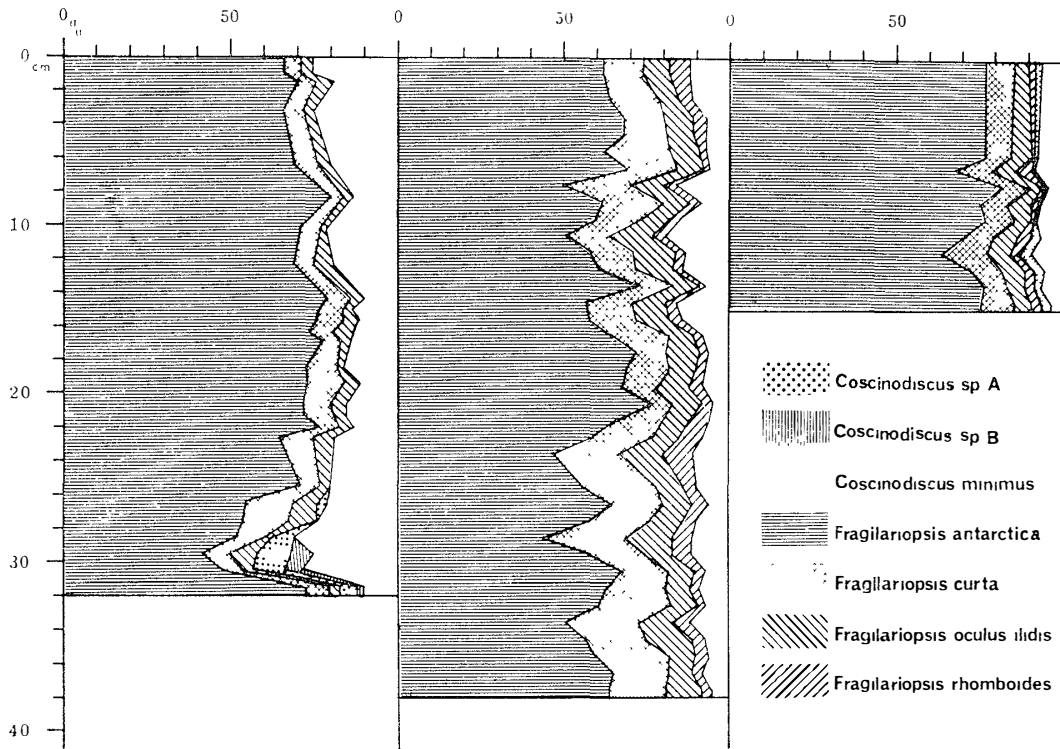 0 % 50 0 50 0 50
0
cm
10
20
30
40
Coscinodiscus sp A
Coscinodiscus sp B
Coscinodiscus minimus
Fragilariopsis antarctica
Fragilariopsis curta
Fragilariopsis oculus ilidis
Fragilariopsis rhomboides